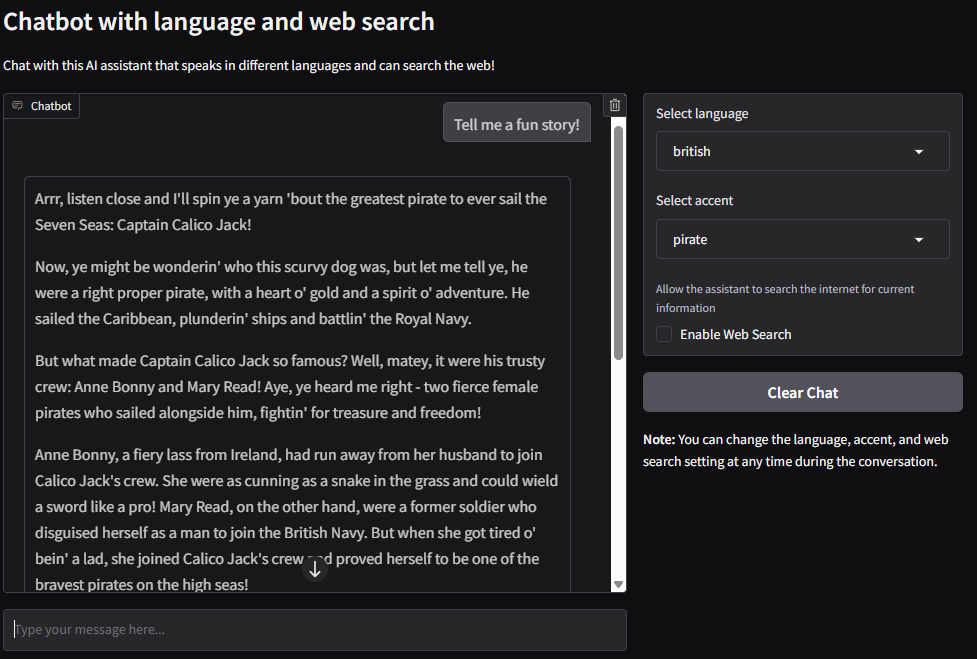 Chatbot with language and web search
Chat with this AI assistant that speaks in different languages and can search the web!
Chatbot
Tell me a fun story!
Arrr, listen close and I'll spin ye a yarn 'bout the greatest pirate to ever sail the
Seven Seas: Captain Calico Jack!
Now, ye might be wonderin' who this scurvy dog was, but let me tell ye, he
were a right proper pirate, with a heart o' gold and a spirit o' adventure. He
sailed the Caribbean, plunderin' ships and battlin' the Royal Navy.
But what made Captain Calico Jack so famous? Well, matey, it were his trusty
crew: Anne Bonny and Mary Read! Aye, ye heard me right - two fierce female
pirates who sailed alongside him, fightin' for treasure and freedom!
Anne Bonny, a fiery lass from Ireland, had run away from her husband to join
Calico Jack's crew. She were as cunning as a snake in the grass and could wield
a sword like a pro! Mary Read, on the other hand, were a former soldier who
disguised herself as a man to join the British Navy. But when she got tired o'
bein' a lad, she joined Calico Jack's crew and proved herself to be one of the
bravest pirates on the high seas!
Type your message here...
Select language
british
Select accent
pirate
Allow the assistant to search the internet for current
information
Enable Web Search
Clear Chat
Note: You can change the language, accent, and web
search setting at any time during the conversation.